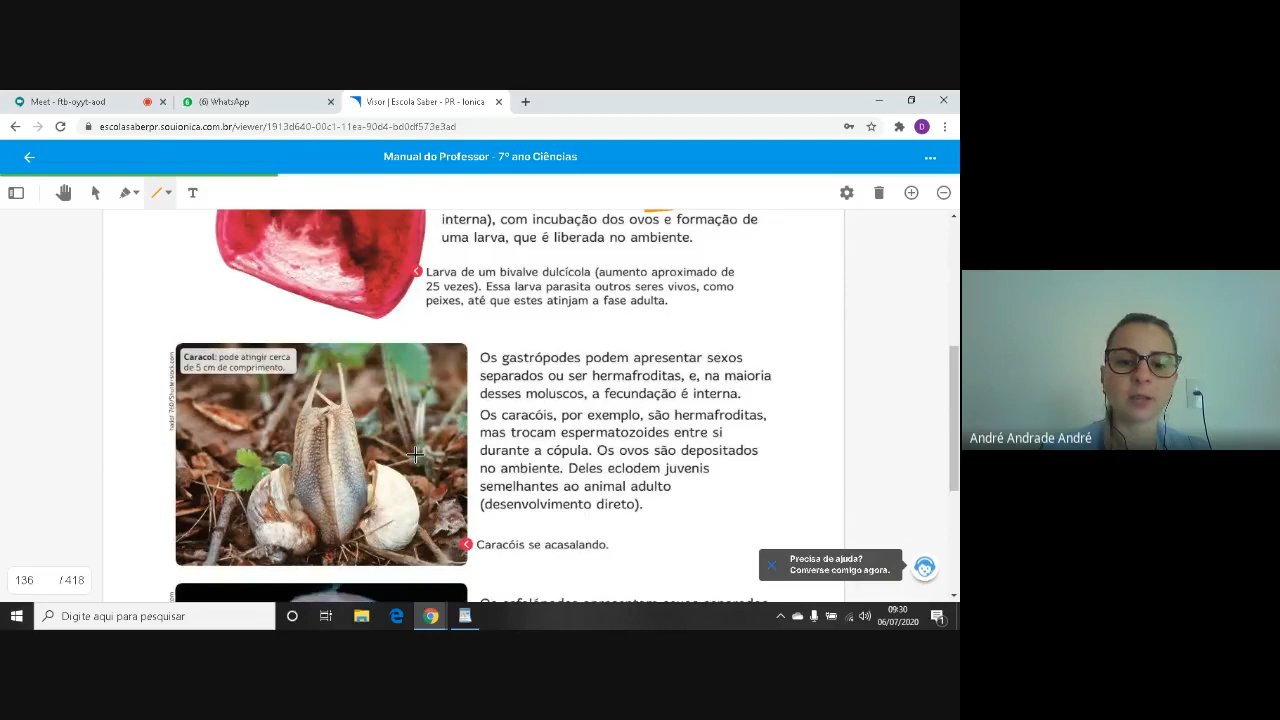 Meet - ftb-oyyt-aod
(6) WhatsApp
Visor | Escola Saber - PR - Ionica
escolasaberpr.souionica.com.br/viewer/1913d640-00c1-11ea-90d4-bd0df573e3ad
Manual do Professor - 7º ano Ciências
T
interna), com incubação dos ovos e formação de
uma larva, que é liberada no ambiente.
Larva de um bivalve dulcícola (aumento aproximado de
25 vezes). Essa larva parasita outros seres vivos, como
peixes, até que estes atinjam a fase adulta.
Caracol: pode atingir cerca
de 5 cm de comprimento.
Os gastrópodes podem apresentar sexos
separados ou ser hermafroditas, e, na maioria
desses moluscos, a fecundação é interna.
Os caracóis, por exemplo, são hermafroditas,
mas trocam espermatozoides entre si
durante a cópula. Os ovos são depositados
no ambiente. Deles eclodem juvenis
semelhantes ao animal adulto
(desenvolvimento direto).
Caracóis se acasalando.
Precisa de ajuda?
Converse comigo agora.
136 / 418
Digite aqui para pesquisar
09:30
06/07/2020
André Andrade André